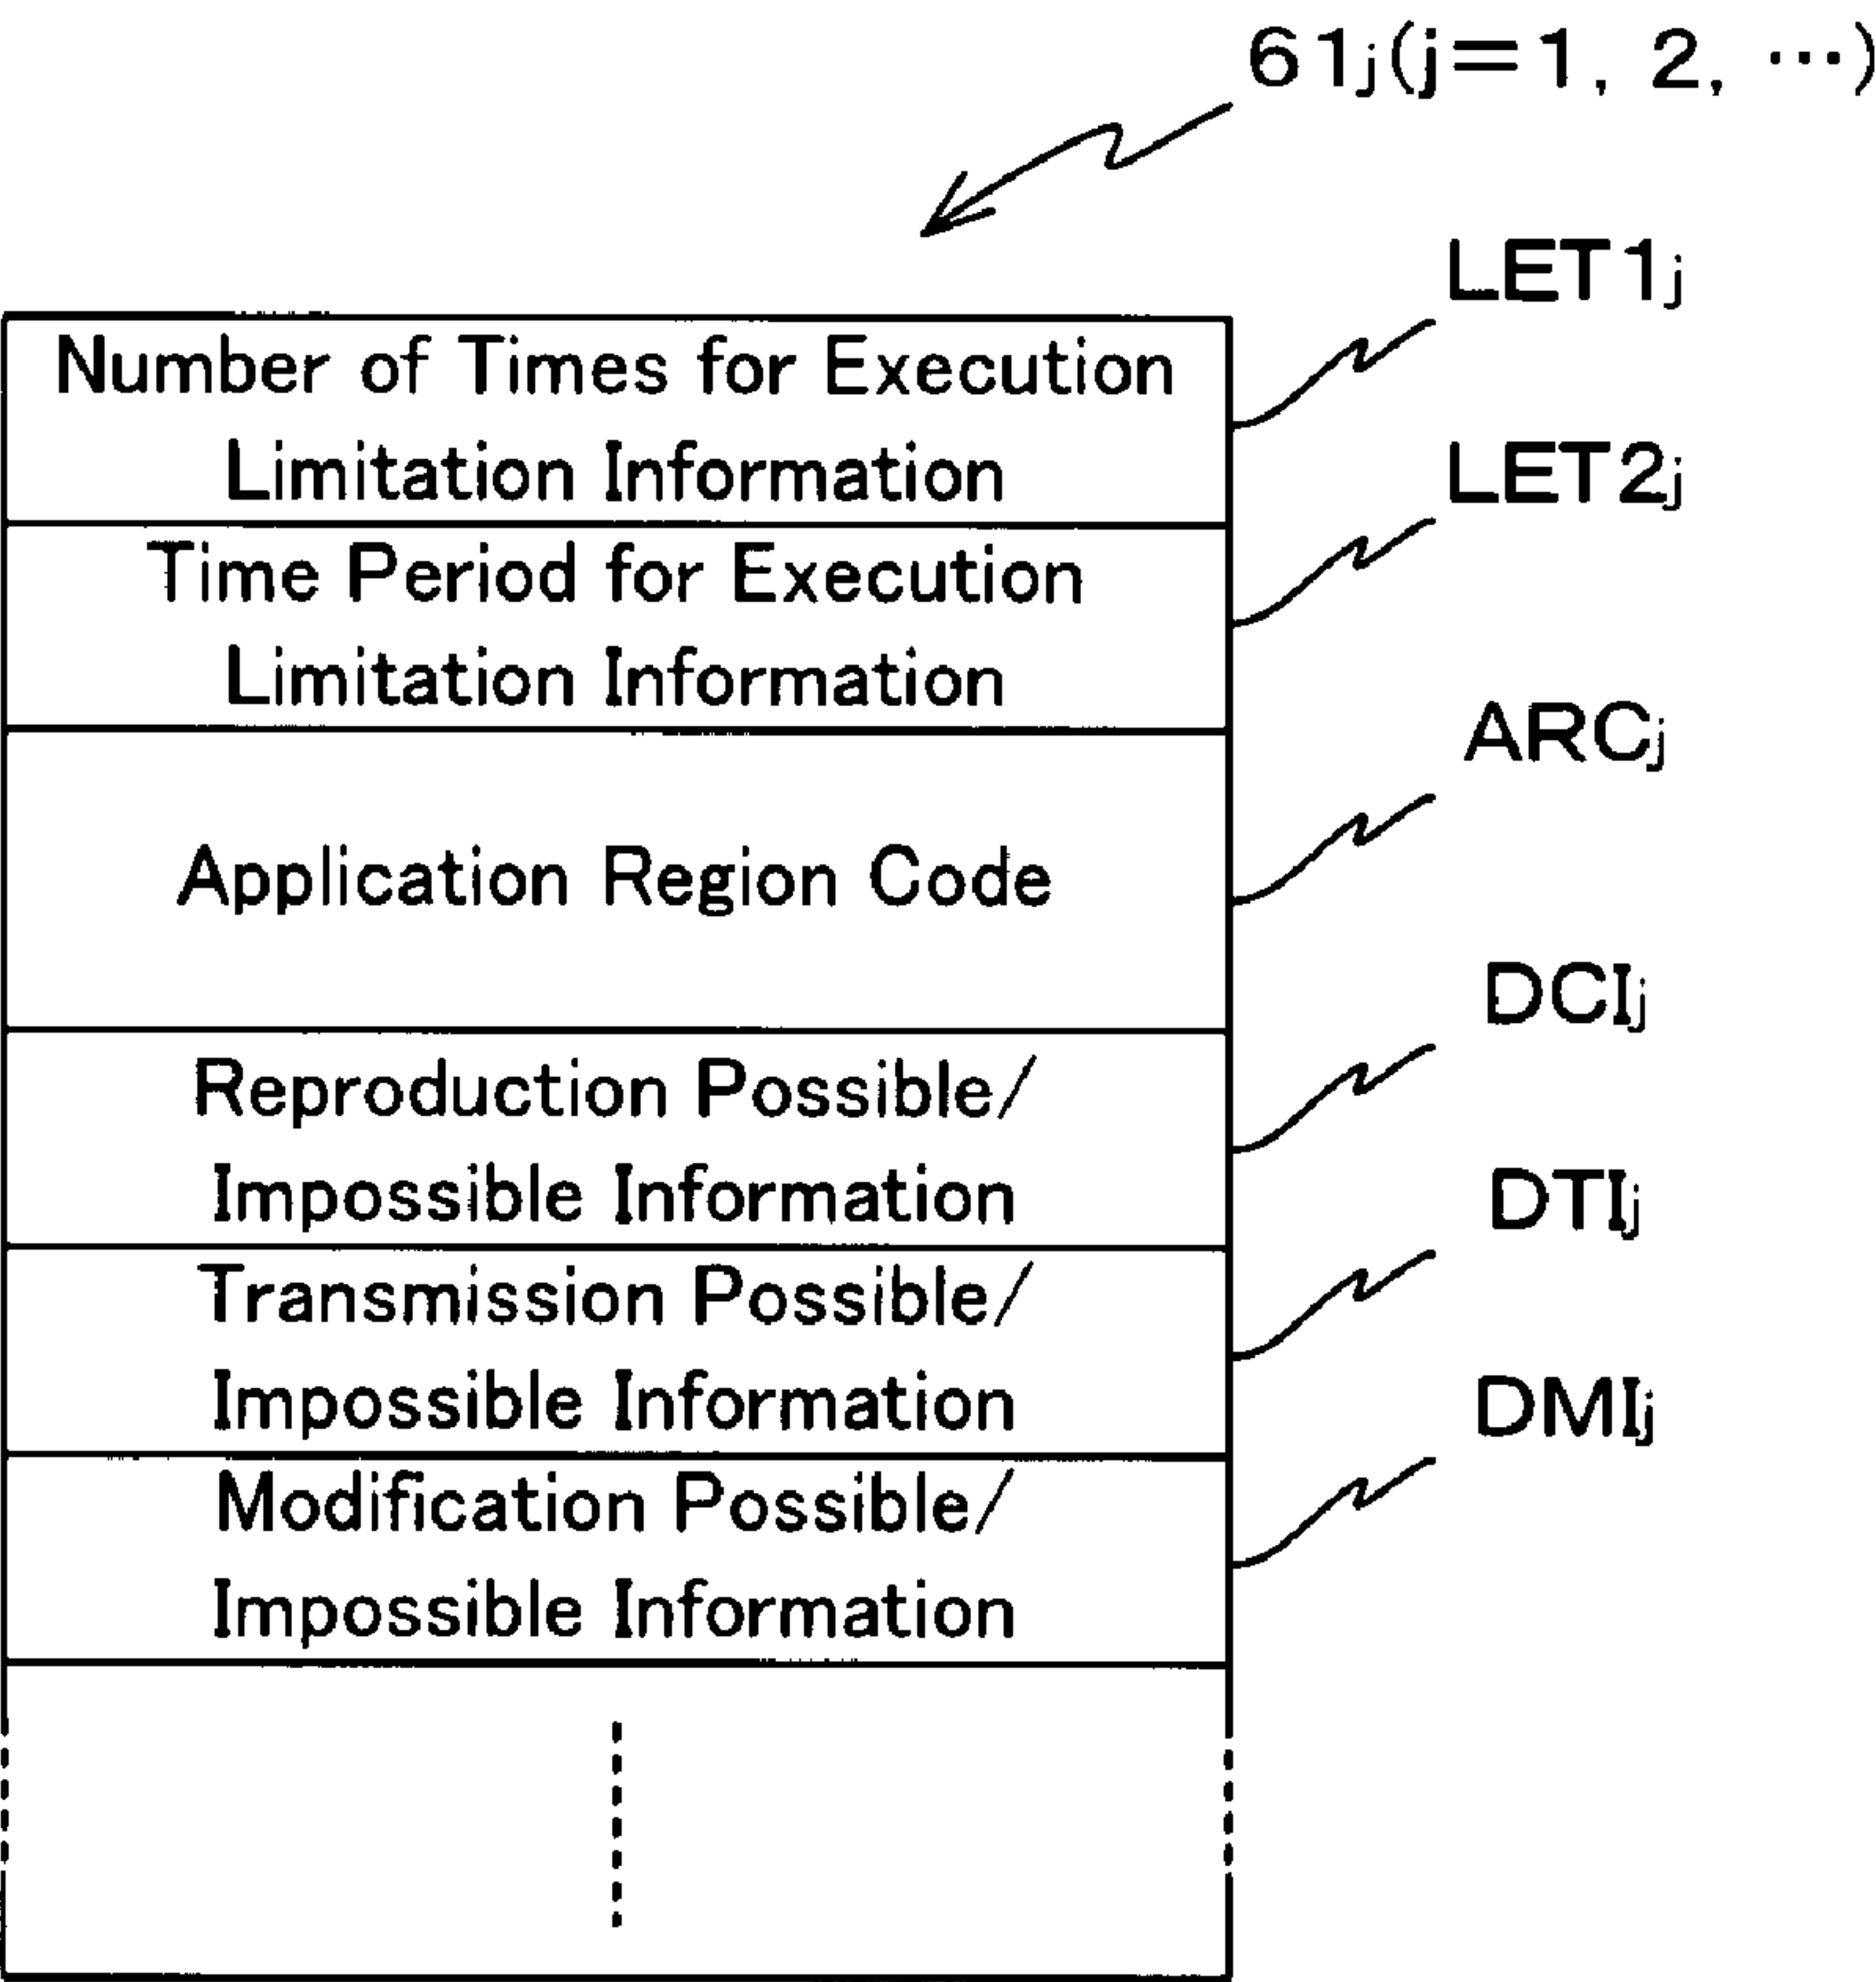 61j(j=1, 2, ⋯)
LET1j
Number of Times for Execution
Limitation Information
LET2j
Time Period for Execution
Limitation Information
ARCj
Application Region Code
DCIj
Reproduction Possible/
Impossible Information
DTIj
Transmission Possible/
Impossible Information
DMIj
Modification Possible/
Impossible Information